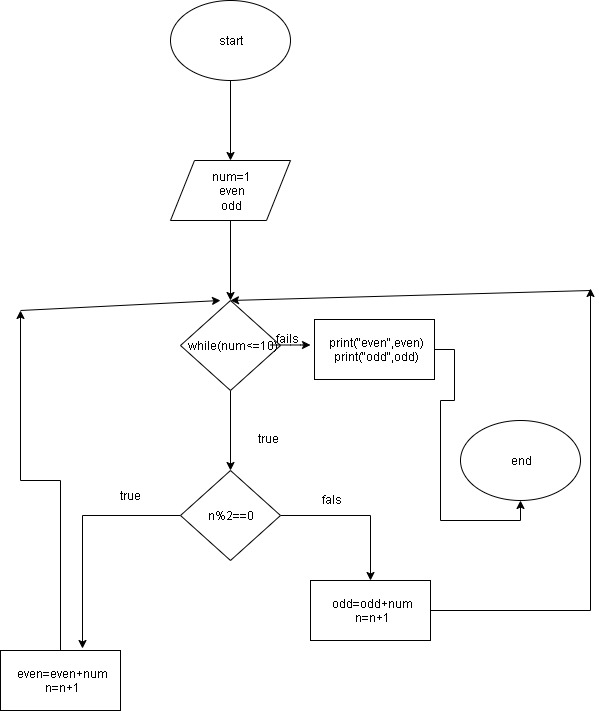 start
num=1
even
odd
while(num<=10)
fails
print("even",even)
print("odd",odd)
true
end
true
n%2==0
fals
odd=odd+num
n=n+1
even=even+num
n=n+1